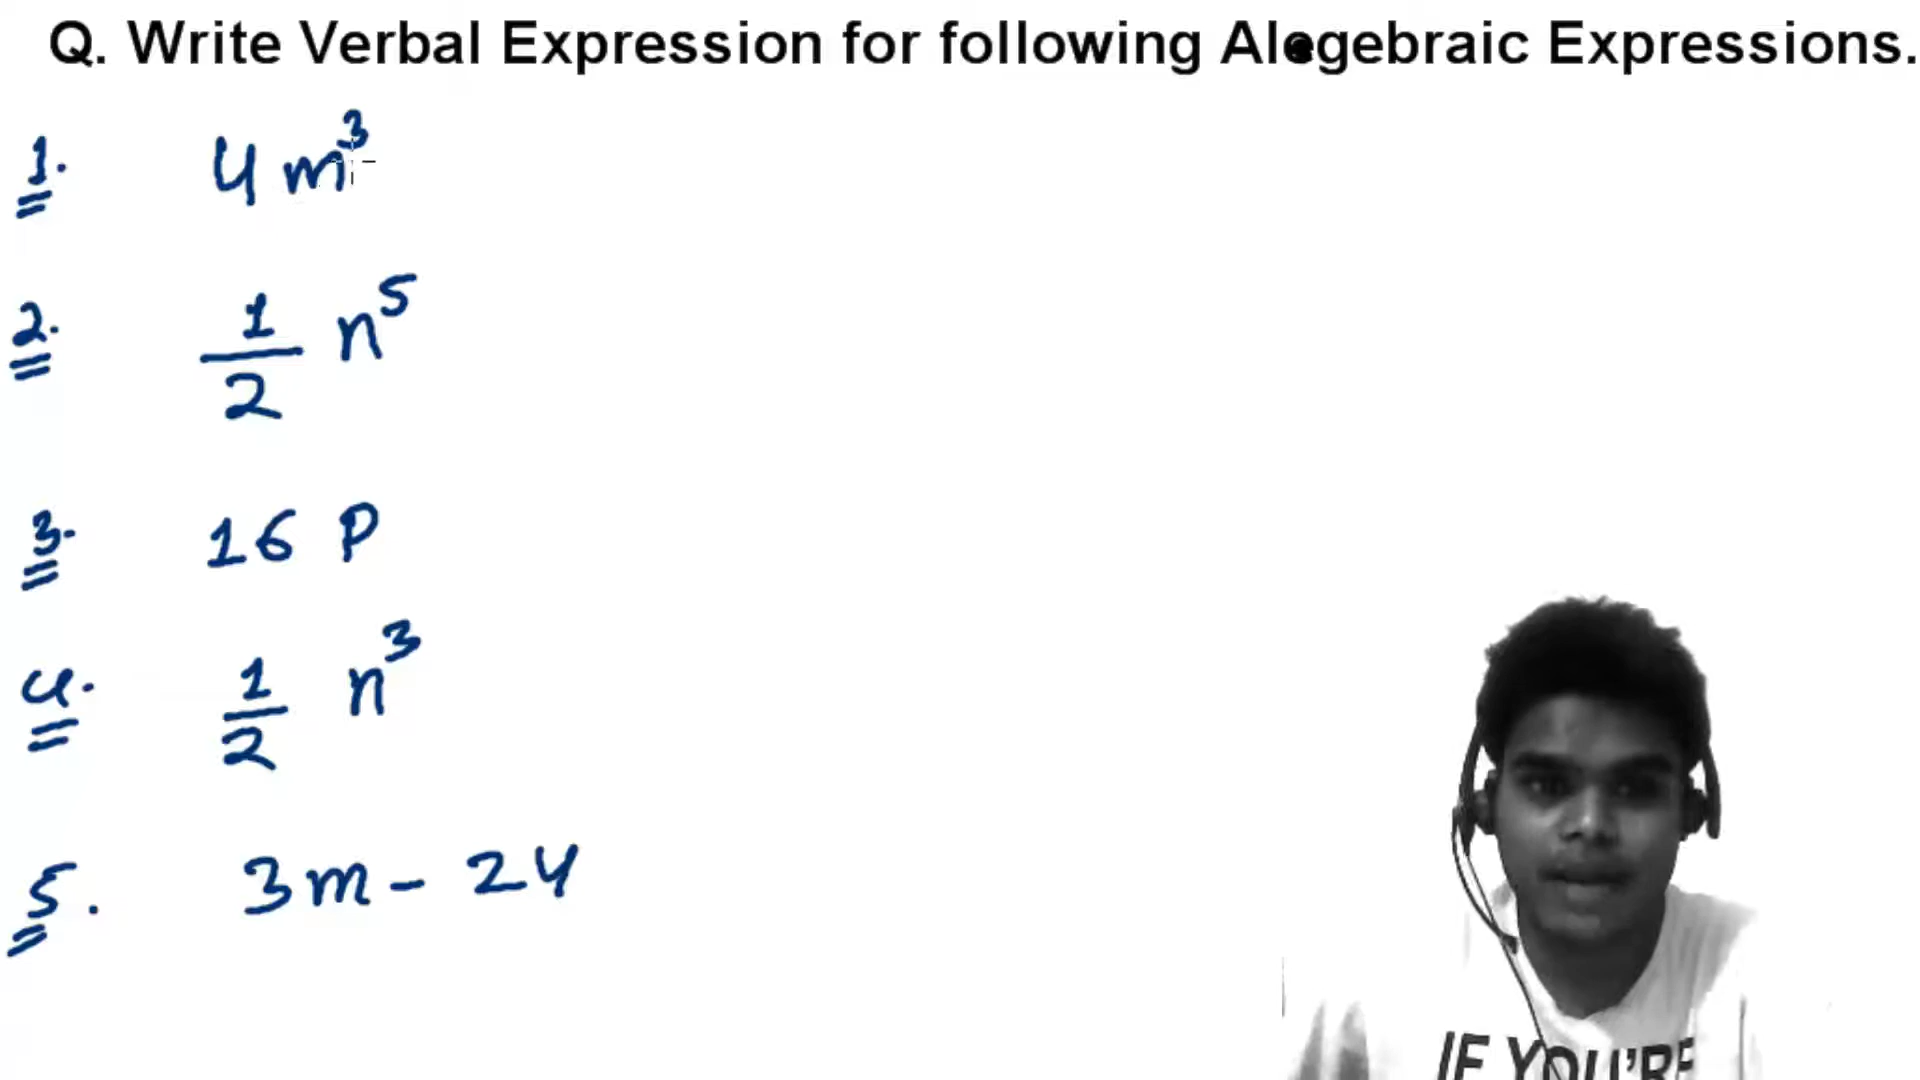 Q. Write Verbal Expression for following Alegebraic Expressions.
1. 4m³
2. 1/2 n⁵
3. 16 P
4. 1/2 n³
5. 3m - 24
IF YOU'RE